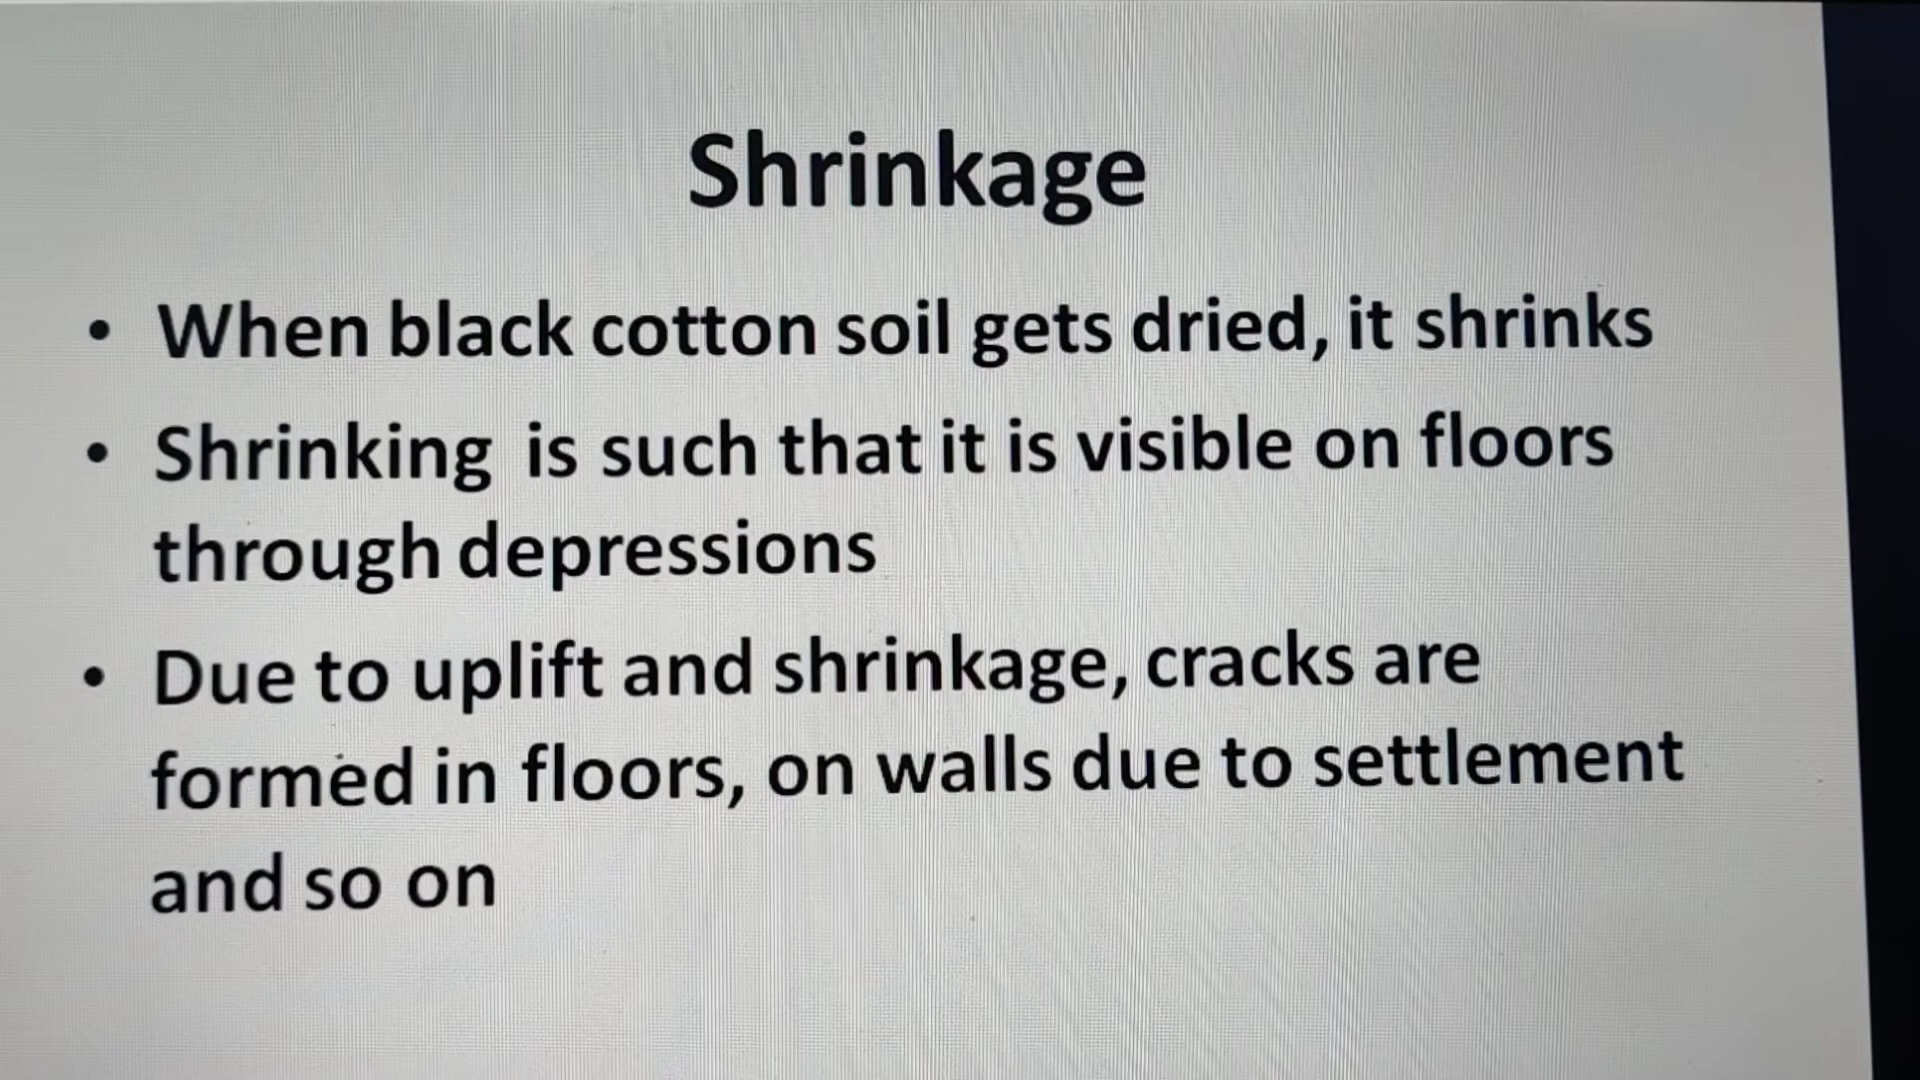 Shrinkage
• When black cotton soil gets dried, it shrinks
• Shrinking is such that it is visible on floors
through depressions
• Due to uplift and shrinkage, cracks are
formed in floors, on walls due to settlement
and so on